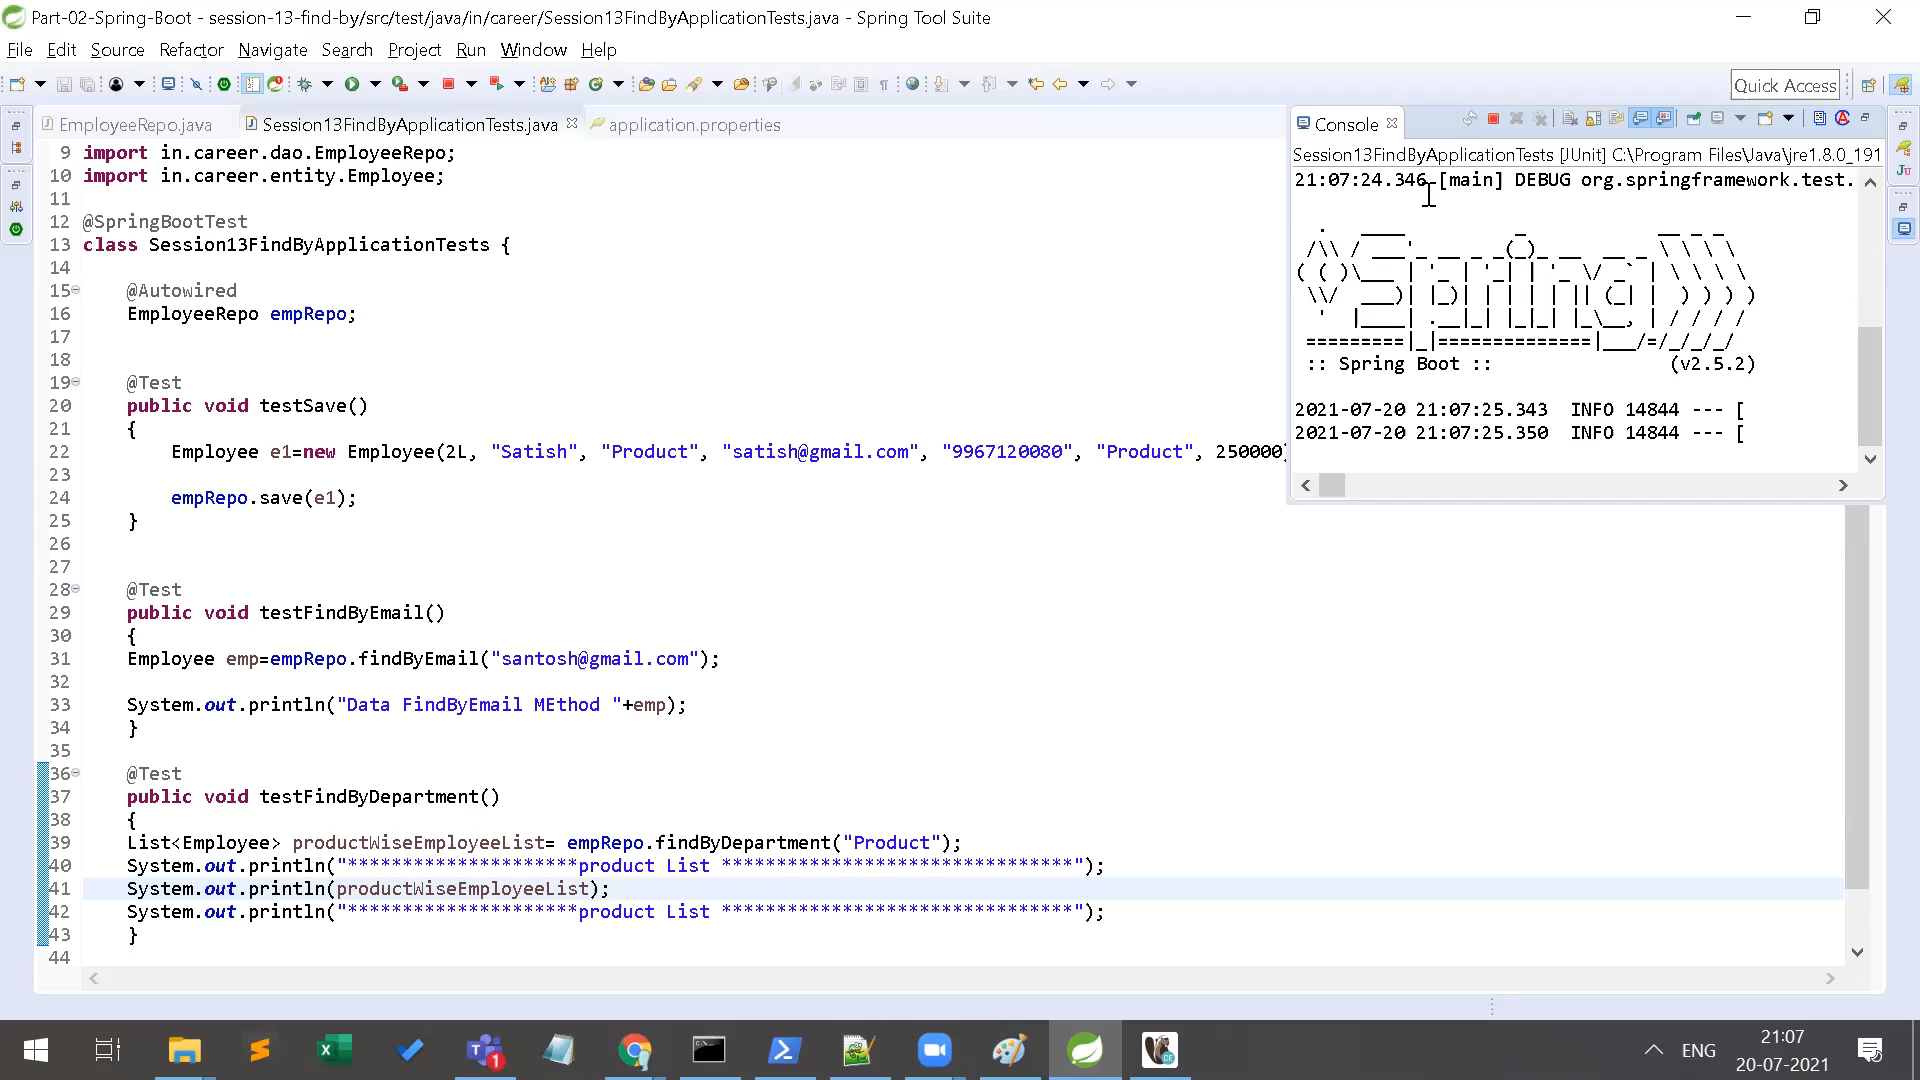 Part-02-Spring-Boot - session-13-find-by/src/test/java/in/career/Session13FindByApplicationTests.java - Spring Tool Suite
File Edit Source Refactor Navigate Search Project Run Window Help
Quick Access
EmployeeRepo.java Session13FindByApplicationTests.java application.properties
9 import in.career.dao.EmployeeRepo;
10 import in.career.entity.Employee;
11
12 @SpringBootTest
13 class Session13FindByApplicationTests {
14
15 @Autowired
16 EmployeeRepo empRepo;
17
18
19 @Test
20 public void testSave()
21 {
22 Employee e1=new Employee(2L, "Satish", "Product", "satish@gmail.com", "9967120080", "Product", 250000)
23
24 empRepo.save(e1);
25 }
26
27
28 @Test
29 public void testFindByEmail()
30 {
31 Employee emp=empRepo.findByEmail("santosh@gmail.com");
32
33 System.out.println("Data FindByEmail MEthod "+emp);
34 }
35
36 @Test
37 public void testFindByDepartment()
38 {
39 List<Employee> productWiseEmployeeList= empRepo.findByDepartment("Product");
40 System.out.println("*********************product List ********************************");
41 System.out.println(productWiseEmployeeList);
42 System.out.println("*********************product List ********************************");
43 }
44
Console
Session13FindByApplicationTests [JUnit] C:\Program Files\Java\jre1.8.0_191
21:07:24.346 [main] DEBUG org.springframework.test.
Spring
:: Spring Boot :: (v2.5.2)
2021-07-20 21:07:25.343 INFO 14844 --- [
2021-07-20 21:07:25.350 INFO 14844 --- [
1
ENG
21:07
20-07-2021